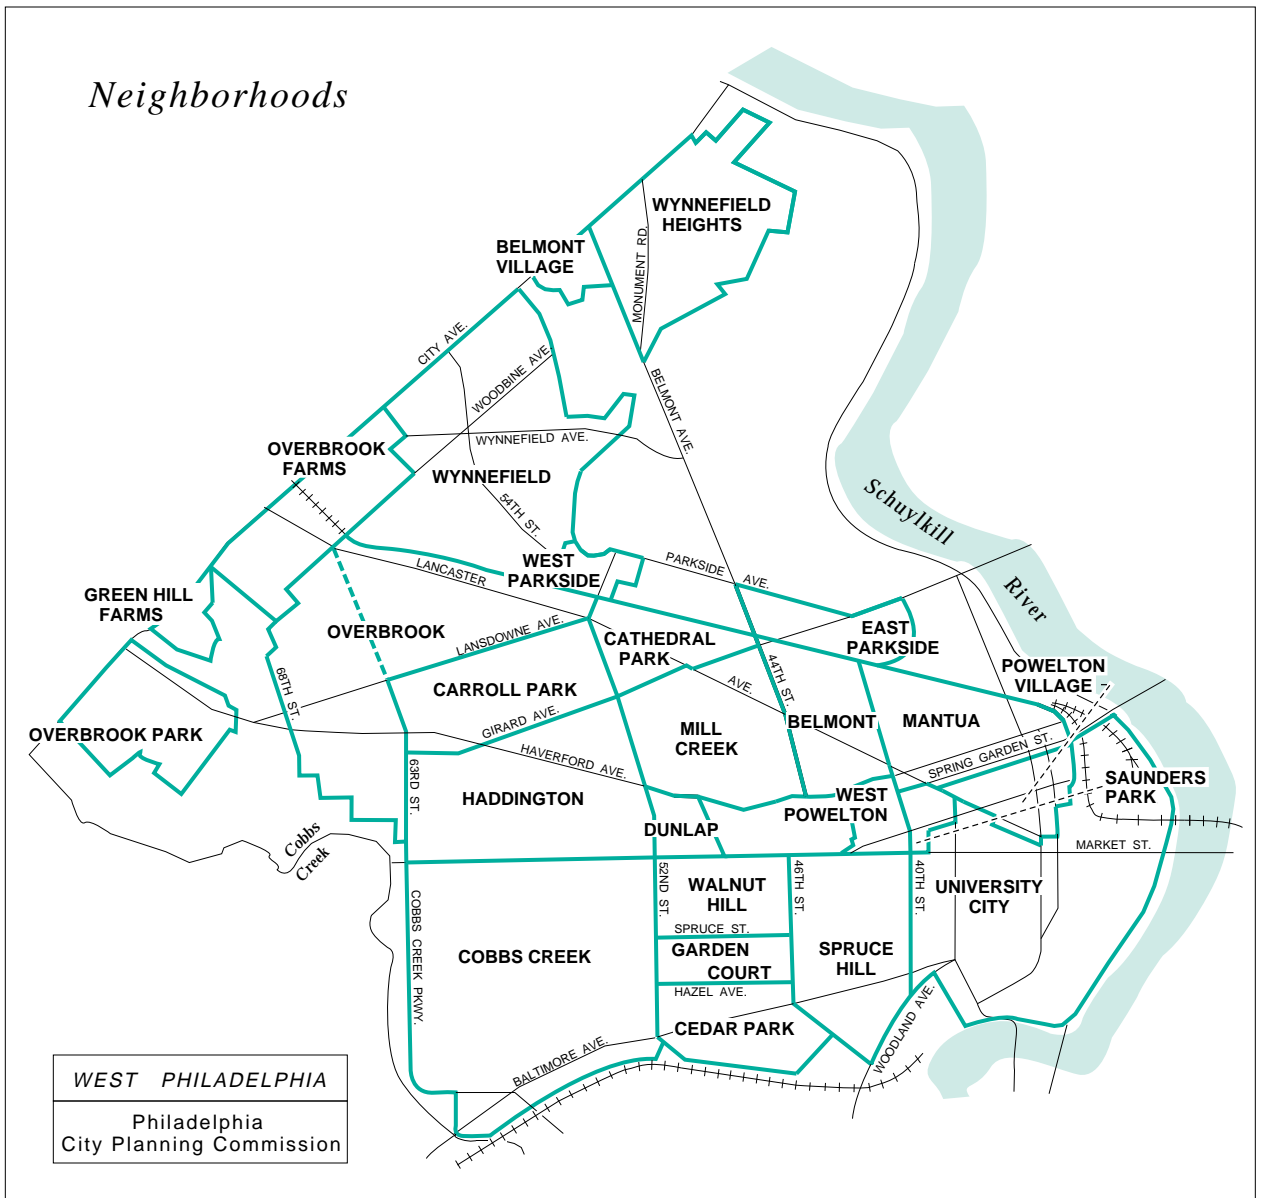 Neighborhoods
WYNNEFIELD
HEIGHTS
BELMONT
VILLAGE
MONUMENT RD.
CITY AVE.
WOODBINE AVE.
BELMONT AVE.
WYNNEFIELD AVE.
OVERBROOK
FARMS
WYNNEFIELD
54TH ST.
Schuylkill
River
WEST
PARKSIDE
LANCASTER
PARKSIDE AVE.
GREEN HILL
FARMS
OVERBROOK
LANSDOWNE AVE.
CATHEDRAL
PARK
EAST
PARKSIDE
44TH ST.
POWELTON
VILLAGE
68TH ST.
CARROLL PARK
AVE.
GIRARD AVE.
MILL
CREEK
BELMONT
MANTUA
OVERBROOK PARK
HAVERFORD AVE.
SPRING GARDEN ST.
63RD ST.
HADDINGTON
SAUNDERS
PARK
WEST
POWELTON
DUNLAP
Cobbs
Creek
MARKET ST.
52ND ST.
WALNUT
HILL
46TH ST.
40TH ST.
UNIVERSITY
CITY
COBBS CREEK PKWY.
SPRUCE ST.
COBBS CREEK
GARDEN
COURT
SPRUCE
HILL
HAZEL AVE.
CEDAR PARK
WOODLAND AVE.
BALTIMORE AVE.
WEST PHILADELPHIA
Philadelphia
City Planning Commission